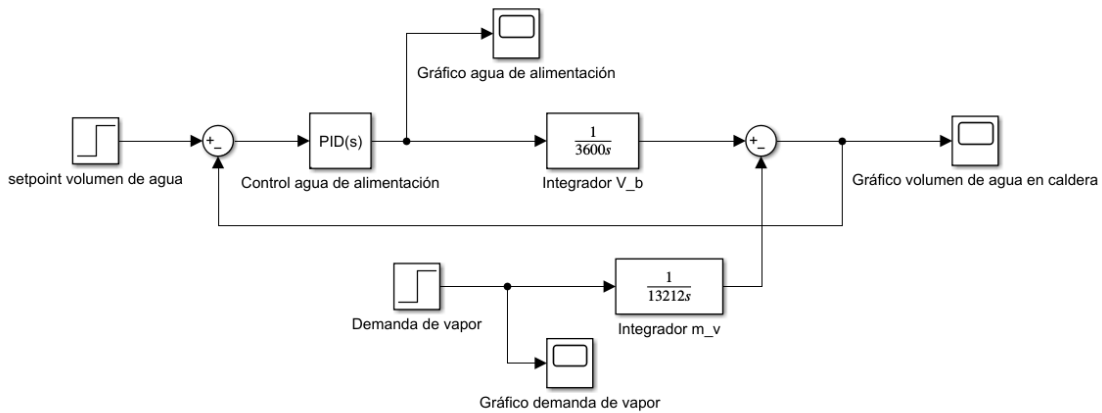 Gráfico agua de alimentación
+
−
PID(s)
1
3600s
+
−
setpoint volumen de agua
Control agua de alimentación
Integrador V_b
Gráfico volumen de agua en caldera
1
13212s
Demanda de vapor
Integrador m_v
Gráfico demanda de vapor